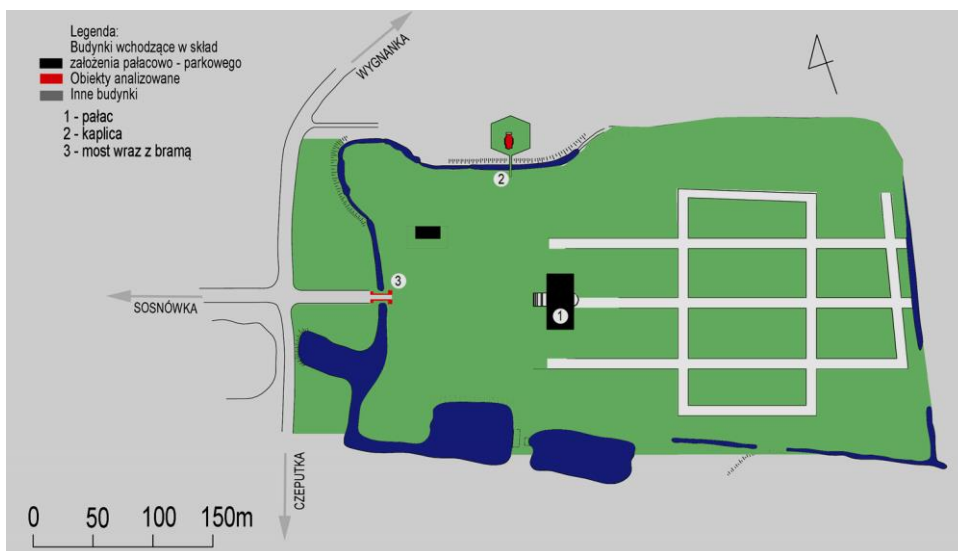 Legenda:
Budynki wchodzące w skład
założenia pałacowo - parkowego
Obiekty analizowane
Inne budynki
1 - pałac
2 - kaplica
3 - most wraz z bramą
WYGNANKA
2
3
SOSNÓWKA
1
CZEPUTKA
0 50 100 150m